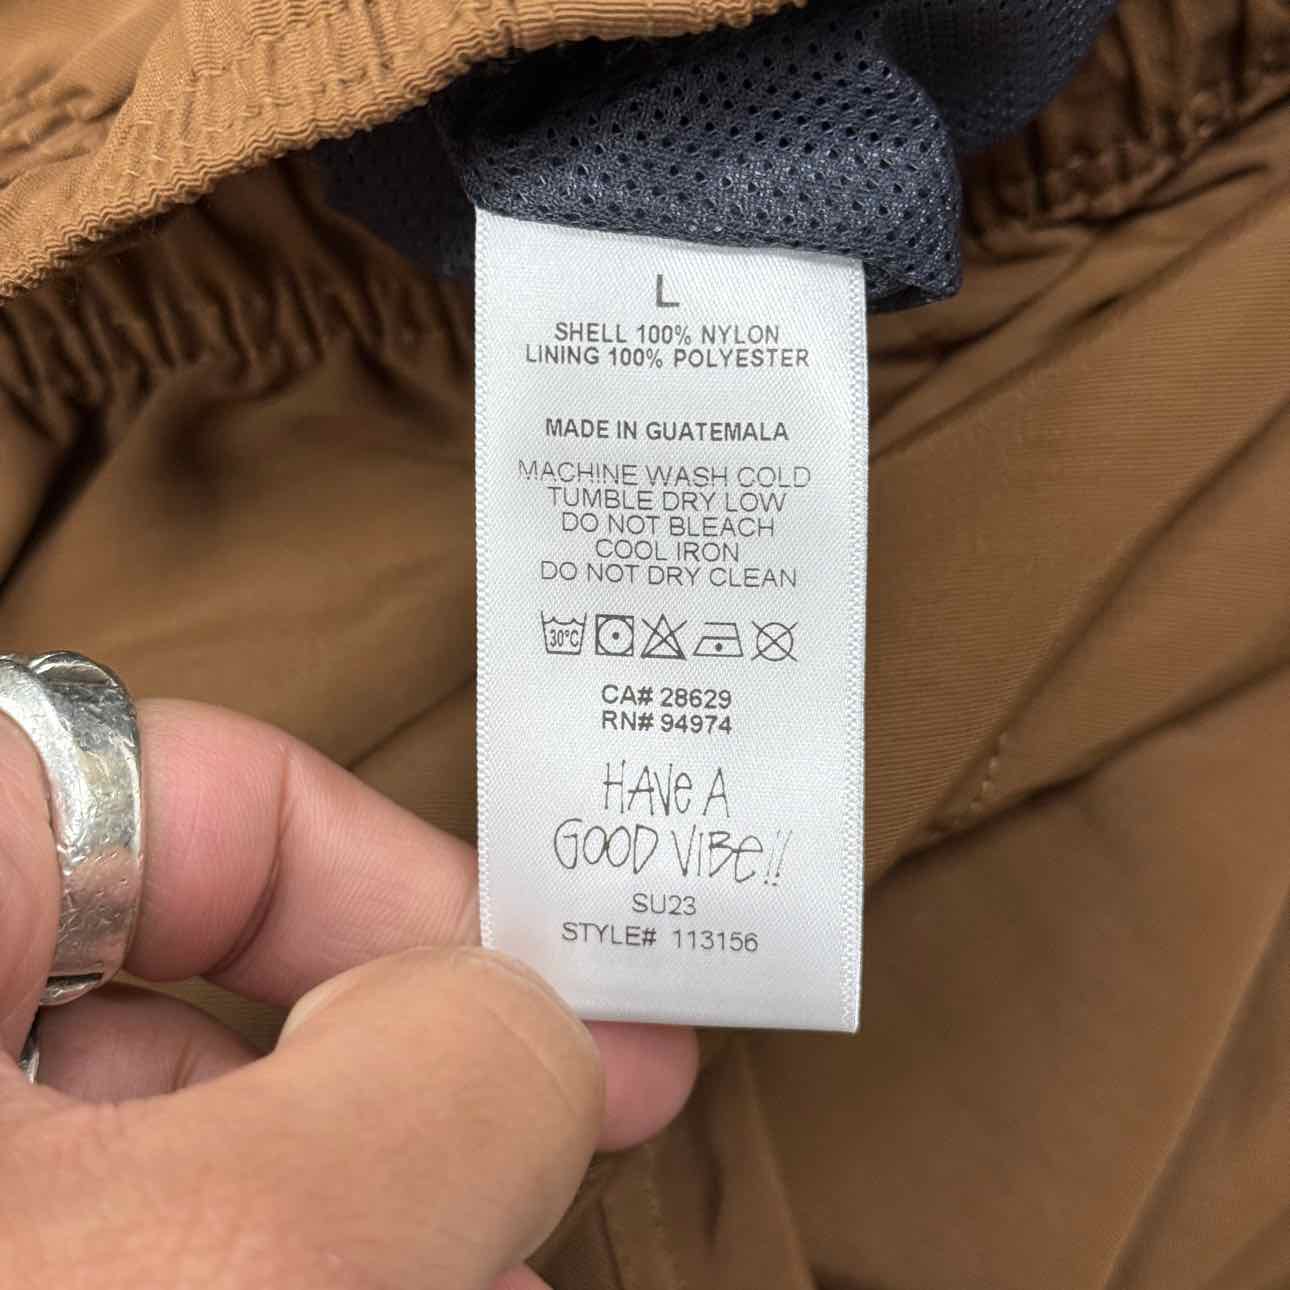 L
SHELL 100% NYLON
LINING 100% POLYESTER
MADE IN GUATEMALA
MACHINE WASH COLD
TUMBLE DRY LOW
DO NOT BLEACH
COOL IRON
DO NOT DRY CLEAN
30°C
CA# 28629
RN# 94974
HAVe A
GOOD VIBe!!
SU23
STYLE# 113156